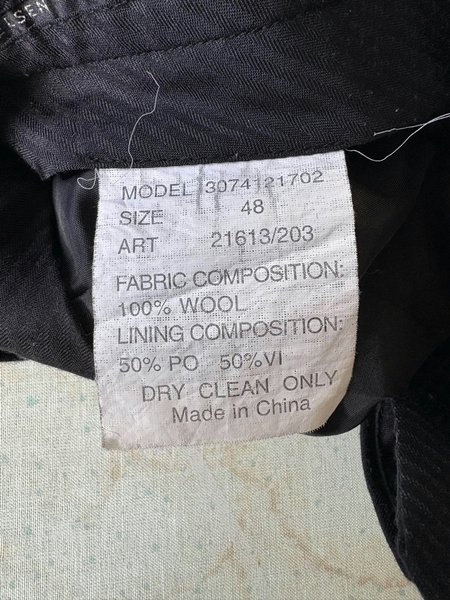 LSEN
MODEL 3074121702
SIZE 48
ART 21613/203
FABRIC COMPOSITION:
100% WOOL
LINING COMPOSITION:
50% PO 50%VI
DRY CLEAN ONLY
Made in China